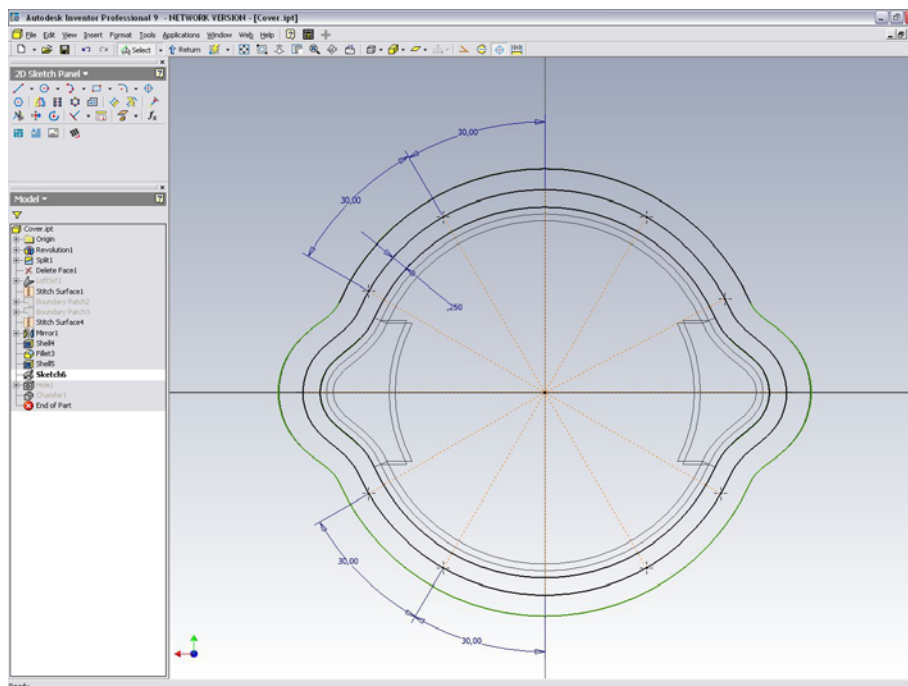 Autodesk Inventor Professional 9 - NETWORK VERSION - [Cover.ipt]
File Edit View Insert Format Tools Applications Window Web Help
Select Return
2D Sketch Panel
Model
Cover.ipt
Origin
Revolution1
Split1
Delete Face1
LoftSrf2
Stitch Surface1
Boundary Patch2
Boundary Patch3
Stitch Surface4
Mirror1
Shell4
Fillet3
Shell5
Sketch6
Hole1
Chamfer1
End of Part
30,00
30,00
,250
30,00
30,00
Ready